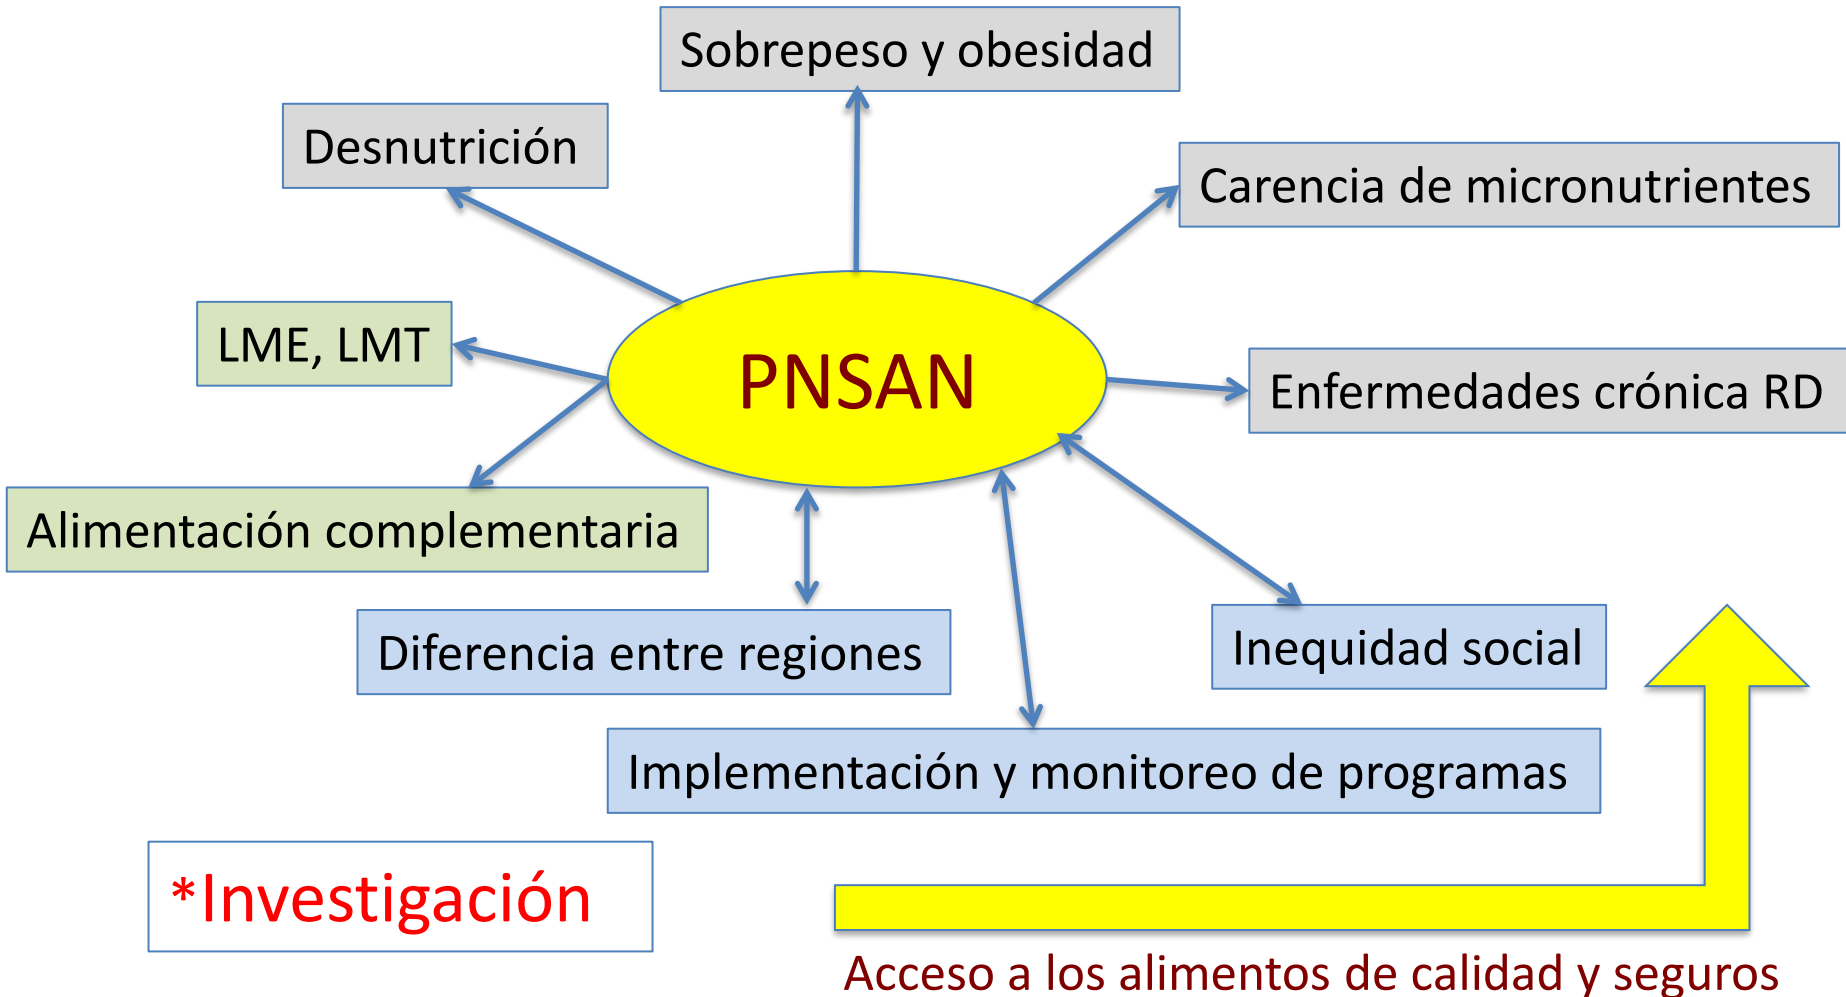 Sobrepeso y obesidad
Desnutrición
Carencia de micronutrientes
LME, LMT
PNSAN
Enfermedades crónica RD
Alimentación complementaria
Diferencia entre regiones
Inequidad social
Implementación y monitoreo de programas
*Investigación
Acceso a los alimentos de calidad y seguros